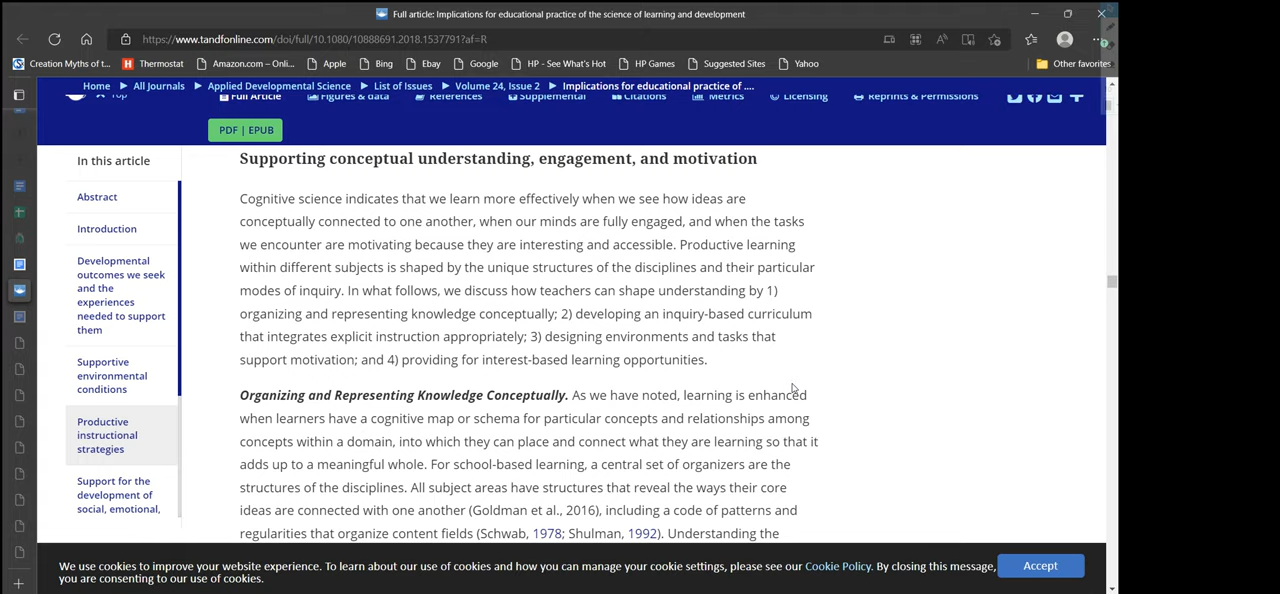 Full article: Implications for educational practice of the science of learning and development
https://www.tandfonline.com/doi/full/10.1080/10888691.2018.1537791?af=R
Creation Myths of t... Thermostat Amazon.com – Onli... Apple Bing Ebay Google HP - See What's Hot HP Games Suggested Sites Yahoo Other favorites
Home All Journals Applied Developmental Science List of Issues Volume 24, Issue 2 Implications for educational practice of ....
Top Full Article Figures & data References Supplemental Citations Metrics Licensing Reprints & Permissions
PDF | EPUB
In this article
Abstract
Introduction
Developmental
outcomes we seek
and the
experiences
needed to support
them
Supportive
environmental
conditions
Productive
instructional
strategies
Support for the
development of
social, emotional,
Supporting conceptual understanding, engagement, and motivation
Cognitive science indicates that we learn more effectively when we see how ideas are
conceptually connected to one another, when our minds are fully engaged, and when the tasks
we encounter are motivating because they are interesting and accessible. Productive learning
within different subjects is shaped by the unique structures of the disciplines and their particular
modes of inquiry. In what follows, we discuss how teachers can shape understanding by 1)
organizing and representing knowledge conceptually; 2) developing an inquiry-based curriculum
that integrates explicit instruction appropriately; 3) designing environments and tasks that
support motivation; and 4) providing for interest-based learning opportunities.
Organizing and Representing Knowledge Conceptually. As we have noted, learning is enhanced
when learners have a cognitive map or schema for particular concepts and relationships among
concepts within a domain, into which they can place and connect what they are learning so that it
adds up to a meaningful whole. For school-based learning, a central set of organizers are the
structures of the disciplines. All subject areas have structures that reveal the ways their core
ideas are connected with one another (Goldman et al., 2016), including a code of patterns and
regularities that organize content fields (Schwab, 1978; Shulman, 1992). Understanding the
We use cookies to improve your website experience. To learn about our use of cookies and how you can manage your cookie settings, please see our Cookie Policy. By closing this message,
you are consenting to our use of cookies.
Accept